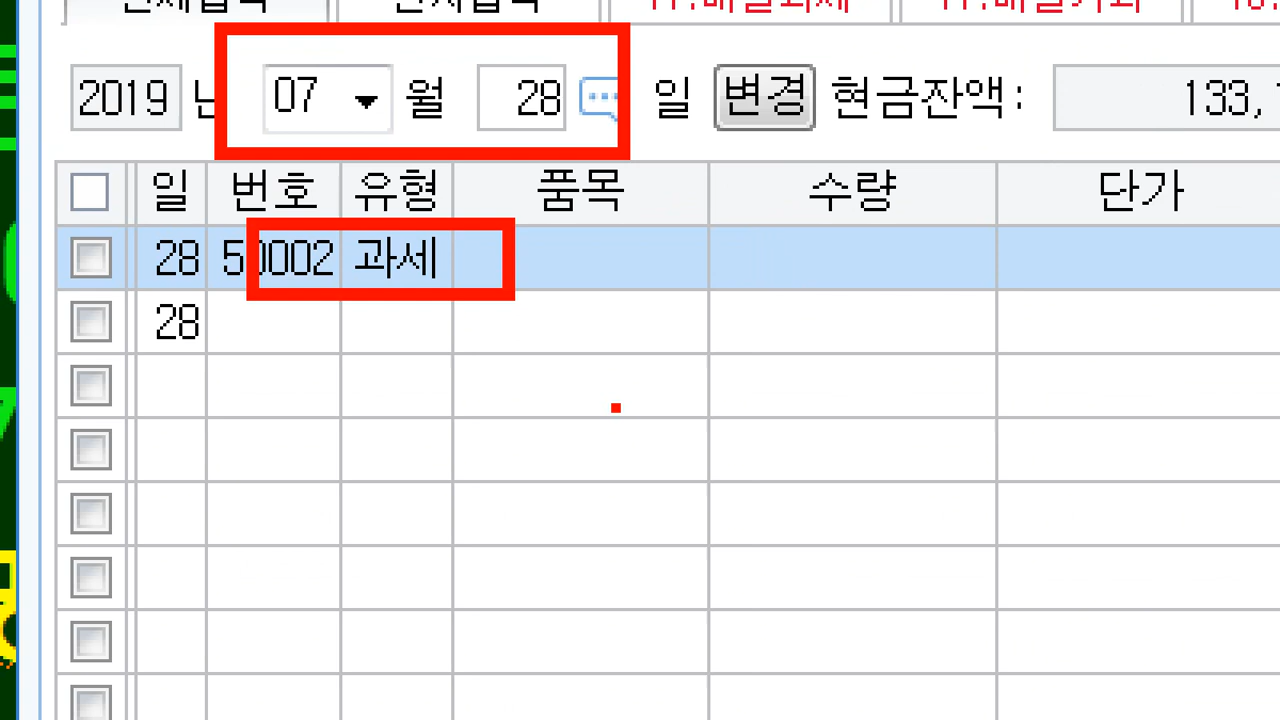 2019 년 07 월 28 일 변경 현금잔액: 133,
일 번호 유형 품목 수량 단가
28 50002 과세
28